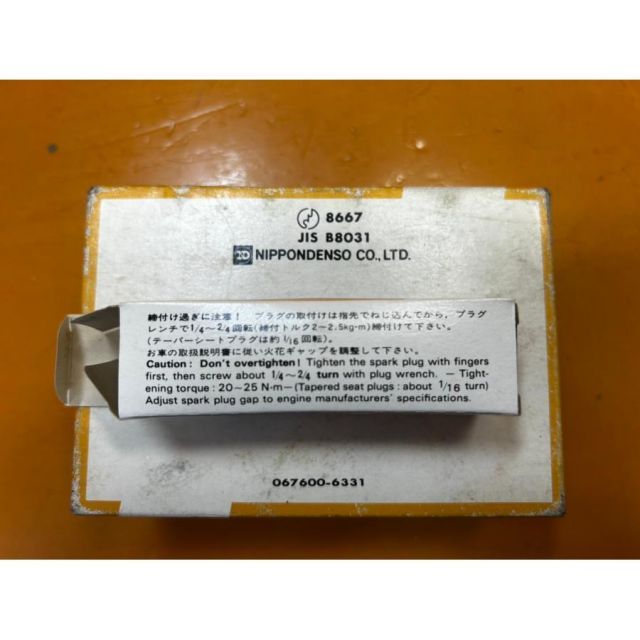 8667
JIS B8031
ND NIPPONDENSO CO., LTD.
締付け過ぎに注意！ プラグの取付けは指先でねじ込んでから，プラグ
レンチで1/4〜2/4回転(締付トルク2〜2.5kg-m)締付けて下さい。
(テーパーシートプラグは約1/16回転)。
お車の取扱説明書に従い火花ギャップを調整して下さい。
Caution : Don't overtighten! Tighten the spark plug with fingers
first, then screw about 1/4〜2/4 turn with plug wrench. — Tight-
ening torque : 20〜25 N·m—(Tapered seat plugs : about 1/16 turn)
Adjust spark plug gap to engine manufacturers' specifications.
067600-6331